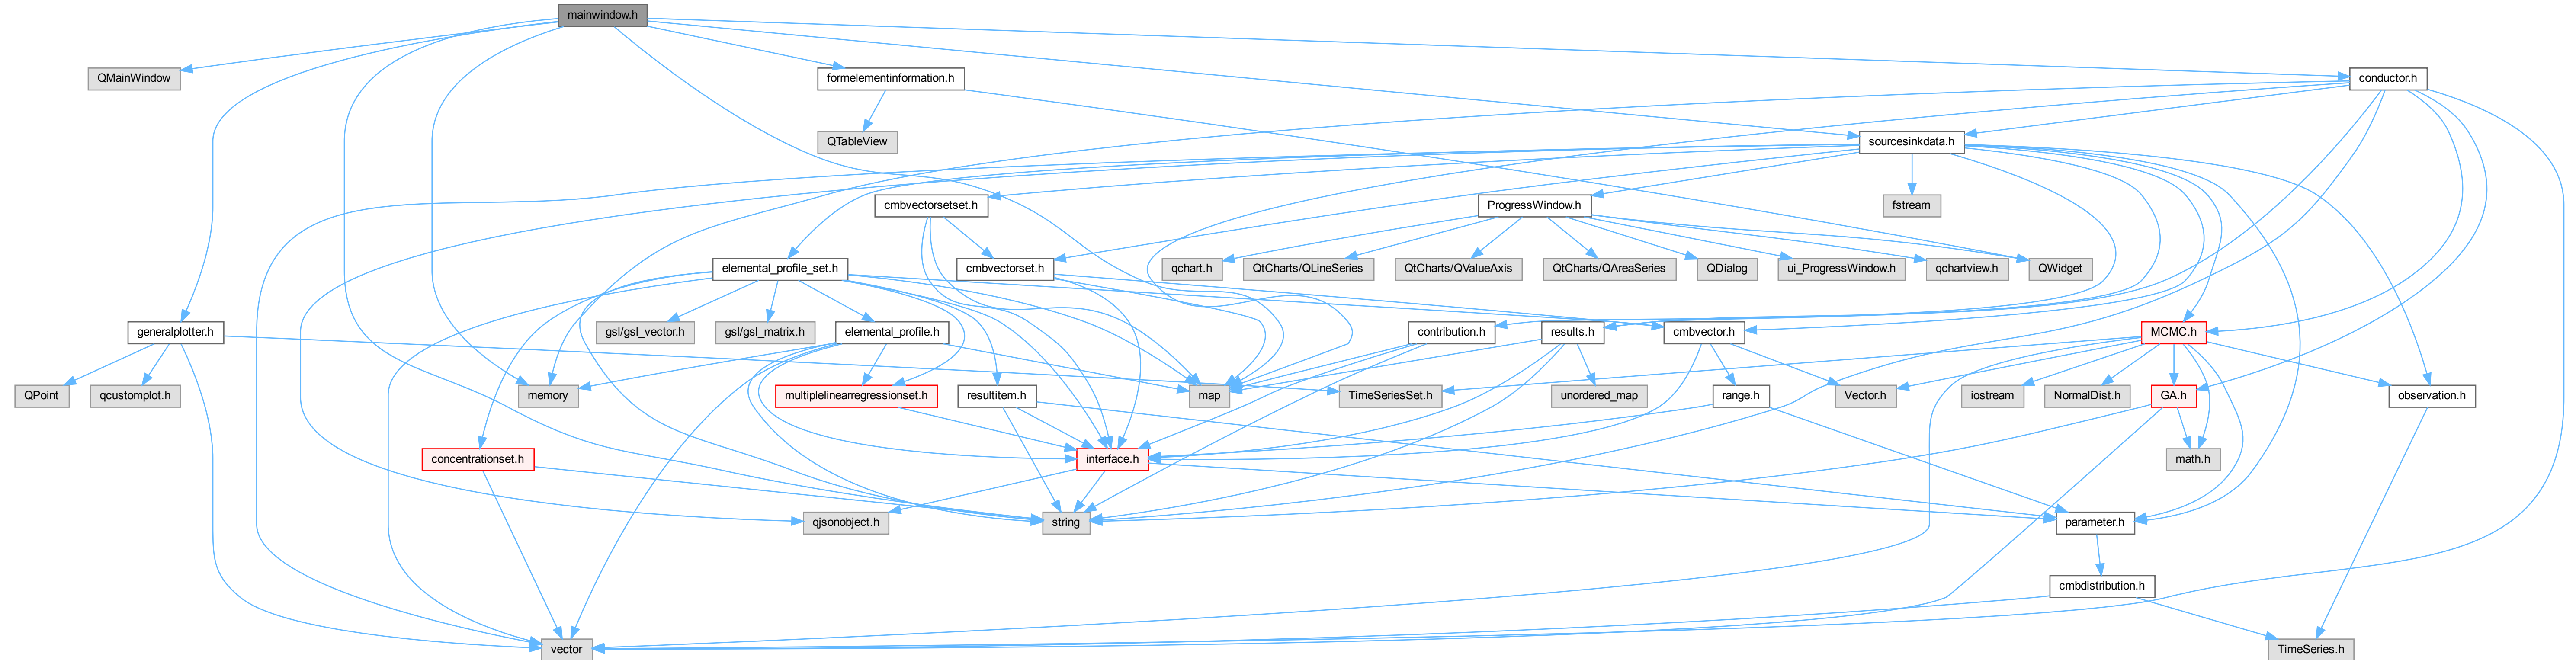 mainwindow.h
QMainWindow
formelementinformation.h
conductor.h
QTableView
sourcesinkdata.h
cmbvectorsetset.h
ProgressWindow.h
fstream
elemental_profile_set.h
cmbvectorset.h
qchart.h
QtCharts/QLineSeries
QtCharts/QValueAxis
QtCharts/QAreaSeries
QDialog
ui_ProgressWindow.h
qchartview.h
QWidget
generalplotter.h
gsl/gsl_vector.h
gsl/gsl_matrix.h
elemental_profile.h
contribution.h
results.h
cmbvector.h
MCMC.h
QPoint
qcustomplot.h
memory
multiplelinearregressionset.h
resultitem.h
map
TimeSeriesSet.h
unordered_map
range.h
Vector.h
iostream
NormalDist.h
GA.h
observation.h
concentrationset.h
interface.h
math.h
qjsonobject.h
string
parameter.h
cmbdistribution.h
vector
TimeSeries.h